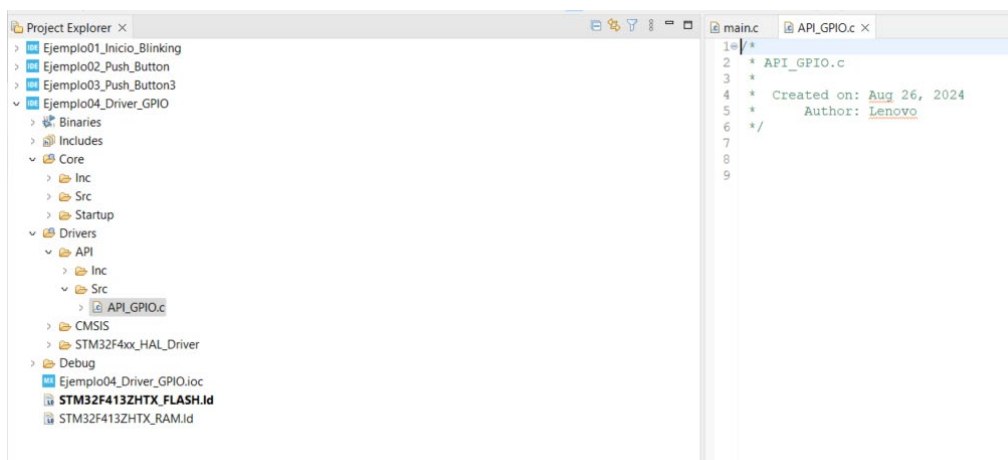 Project Explorer
Ejemplo01_Inicio_Blinking
Ejemplo02_Push_Button
Ejemplo03_Push_Button3
Ejemplo04_Driver_GPIO
Binaries
Includes
Core
Inc
Src
Startup
Drivers
API
Inc
Src
API_GPIO.c
CMSIS
STM32F4xx_HAL_Driver
Debug
Ejemplo04_Driver_GPIO.ioc
STM32F413ZHTX_FLASH.ld
STM32F413ZHTX_RAM.ld
main.c API_GPIO.c
1 /*
2 * API_GPIO.c
3 *
4 * Created on: Aug 26, 2024
5 * Author: Lenovo
6 */
7
8
9